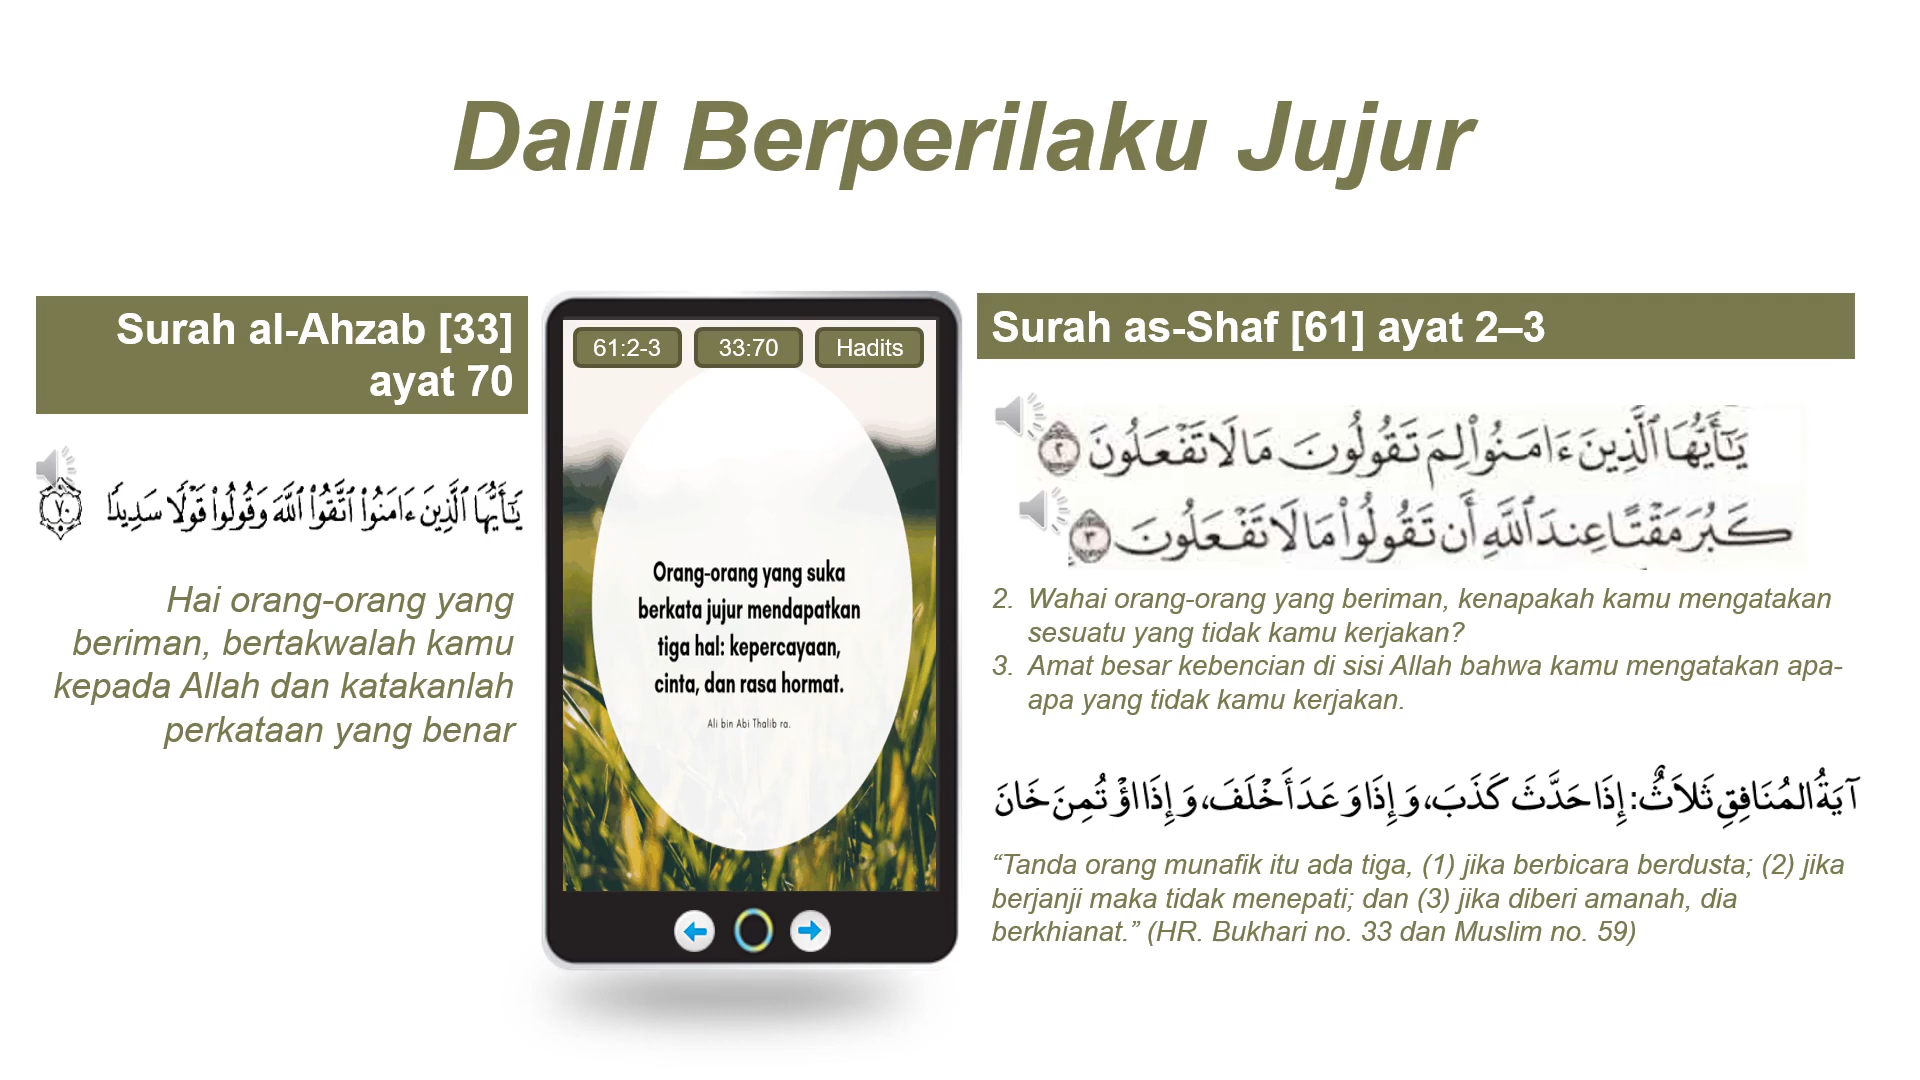 Dalil Berperilaku Jujur
Surah al-Ahzab [33]
ayat 70
يَٰٓأَيُّهَا ٱلَّذِينَ ءَامَنُوا۟ ٱتَّقُوا۟ ٱللَّهَ وَقُولُوا۟ قَوْلًا سَدِيدًا ٧٠
Hai orang-orang yang
beriman, bertakwalah kamu
kepada Allah dan katakanlah
perkataan yang benar
61:2-3 33:70 Hadits
Orang-orang yang suka
berkata jujur mendapatkan
tiga hal: kepercayaan,
cinta, dan rasa hormat.
Ali bin Abi Thalib ra.
Surah as-Shaf [61] ayat 2–3
يَٰٓأَيُّهَا ٱلَّذِينَ ءَامَنُوا۟ لِمَ تَقُولُونَ مَا لَا تَفْعَلُونَ ٢
كَبُرَ مَقْتًا عِندَ ٱللَّهِ أَن تَقُولُوا۟ مَا لَا تَفْعَلُونَ ٣
2. Wahai orang-orang yang beriman, kenapakah kamu mengatakan
sesuatu yang tidak kamu kerjakan?
3. Amat besar kebencian di sisi Allah bahwa kamu mengatakan apa-
apa yang tidak kamu kerjakan.
آيَةُ المُنَافِقِ ثَلاَثٌ: إِذَا حَدَّثَ كَذَبَ، وَإِذَا وَعَدَ أَخْلَفَ، وَإِذَا اؤْتُمِنَ خَانَ
“Tanda orang munafik itu ada tiga, (1) jika berbicara berdusta; (2) jika
berjanji maka tidak menepati; dan (3) jika diberi amanah, dia
berkhianat.” (HR. Bukhari no. 33 dan Muslim no. 59)